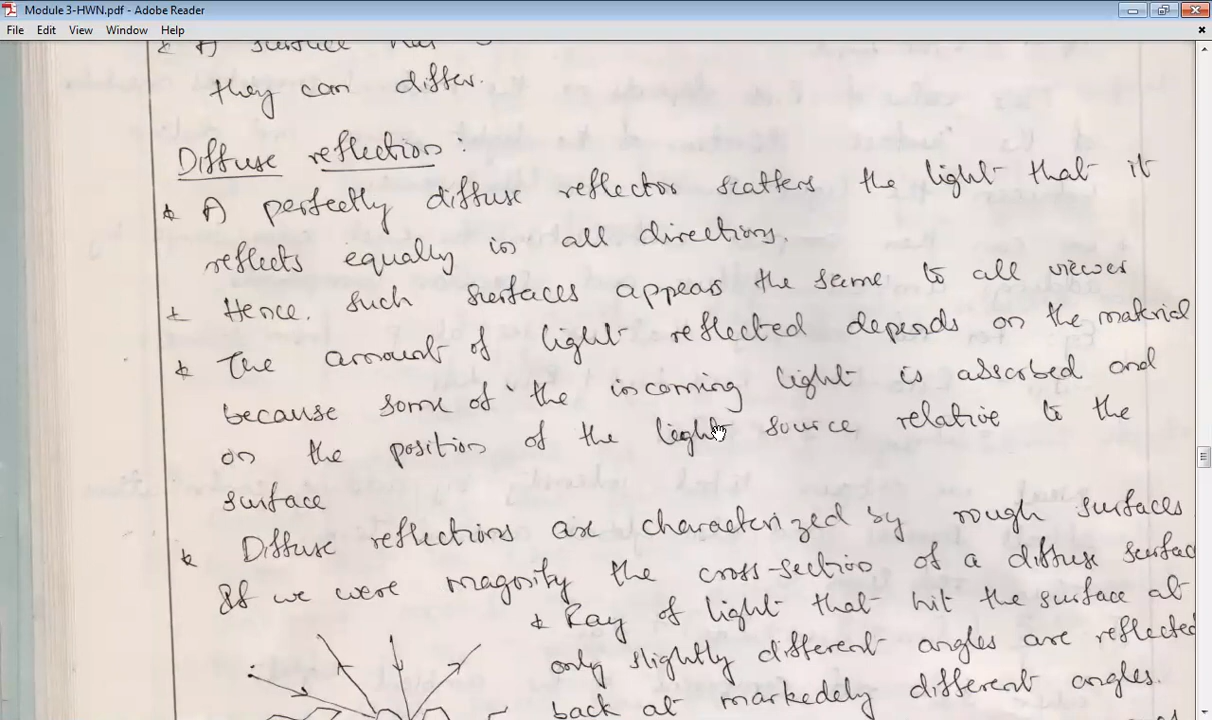 Module 3-HWN.pdf - Adobe Reader
File Edit View Window Help
* A surface has
they can differ.
Diffuse reflection :
* A perfectly diffuse reflector scatters the light that it
reflects equally in all directions.
* Hence. such surfaces appears the same to all viewer
* The amount of light reflected depends on the material
because some of the incoming light is absorbed and
on the position of the light source relative to the
surface
* Diffuse reflections are characterized by rough surfaces
If we were magority the cross-section of a diffuse surfac
* Ray of light that hit the surface at
only slightly different angles are reflected
back at markedely different angles.